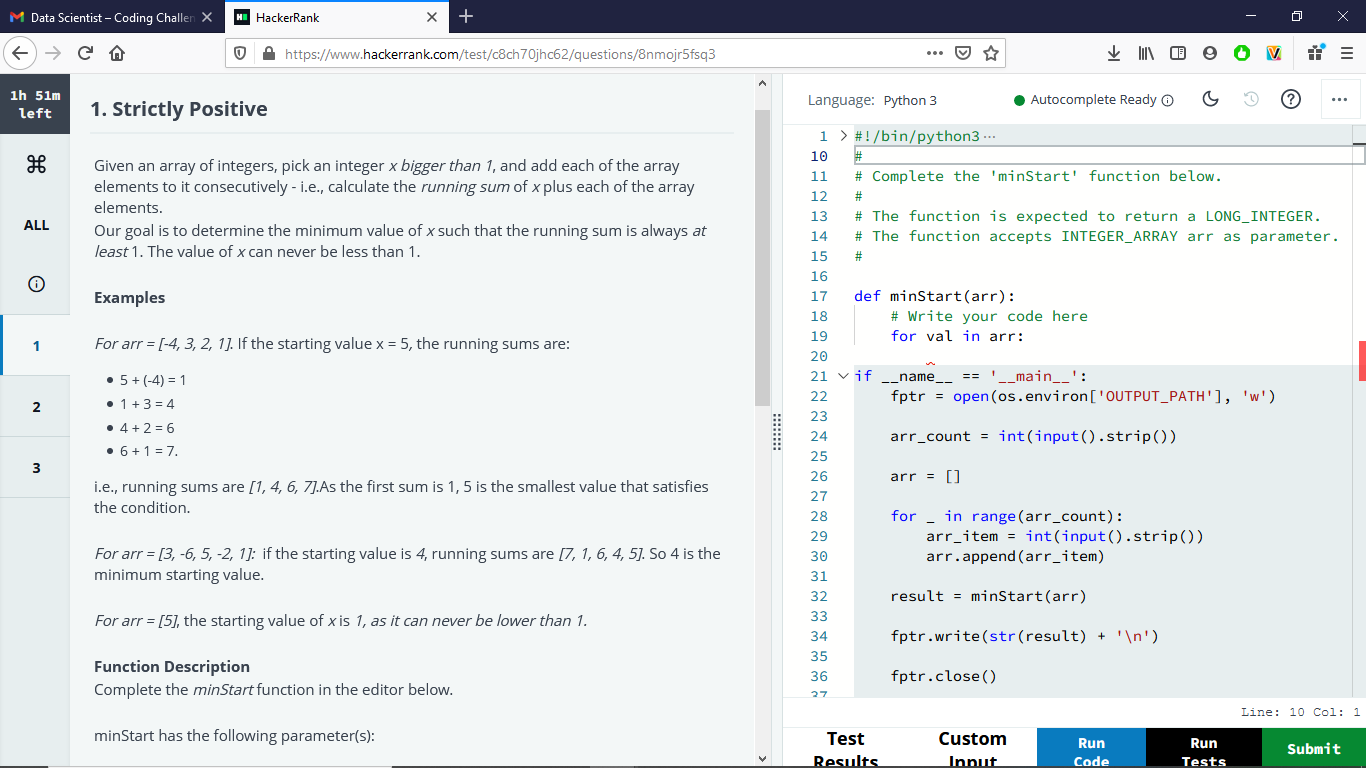 Data Scientist – Coding Challen
HackerRank
https://www.hackerrank.com/test/c8ch70jhc62/questions/8nmojr5fsq3
1h 51m
left
ALL
1
2
3
1. Strictly Positive
Given an array of integers, pick an integer x bigger than 1, and add each of the array
elements to it consecutively - i.e., calculate the running sum of x plus each of the array
elements.
Our goal is to determine the minimum value of x such that the running sum is always at
least 1. The value of x can never be less than 1.
Examples
For arr = [-4, 3, 2, 1]. If the starting value x = 5, the running sums are:
• 5 + (-4) = 1
• 1 + 3 = 4
• 4 + 2 = 6
• 6 + 1 = 7.
i.e., running sums are [1, 4, 6, 7].As the first sum is 1, 5 is the smallest value that satisfies
the condition.
For arr = [3, -6, 5, -2, 1]: if the starting value is 4, running sums are [7, 1, 6, 4, 5]. So 4 is the
minimum starting value.
For arr = [5], the starting value of x is 1, as it can never be lower than 1.
Function Description
Complete the minStart function in the editor below.
minStart has the following parameter(s):
Language: Python 3
Autocomplete Ready
1 #!/bin/python3 ...
10 #
11 # Complete the 'minStart' function below.
12 #
13 # The function is expected to return a LONG_INTEGER.
14 # The function accepts INTEGER_ARRAY arr as parameter.
15 #
16
17 def minStart(arr):
18     # Write your code here
19     for val in arr:
20
21 if __name__ == '__main__':
22     fptr = open(os.environ['OUTPUT_PATH'], 'w')
23
24     arr_count = int(input().strip())
25
26     arr = []
27
28     for _ in range(arr_count):
29         arr_item = int(input().strip())
30         arr.append(arr_item)
31
32     result = minStart(arr)
33
34     fptr.write(str(result) + '\n')
35
36     fptr.close()
37
Line: 10 Col: 1
Test
Results
Custom
Input
Run
Code
Run
Tests
Submit